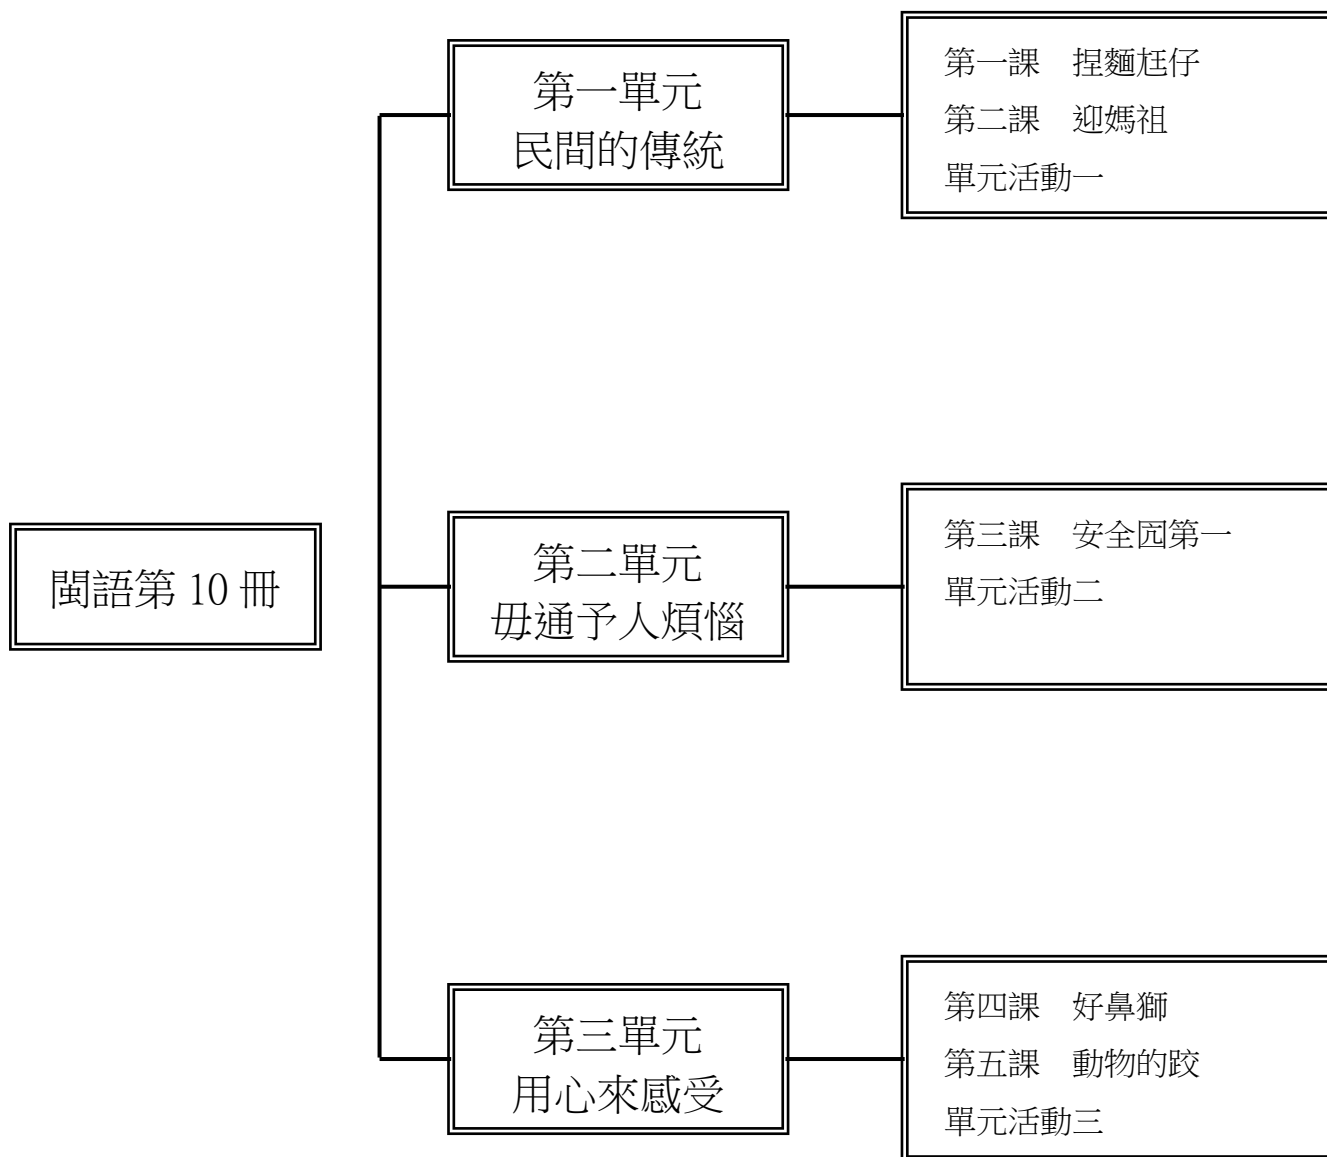 閩語第 10 冊
第一單元
民間的傳統
第一課　捏麵尪仔
第二課　迎媽祖
單元活動一
第二單元
毋通予人煩惱
第三課　安全囥第一
單元活動二
第三單元
用心來感受
第四課　好鼻獅
第五課　動物的跤
單元活動三